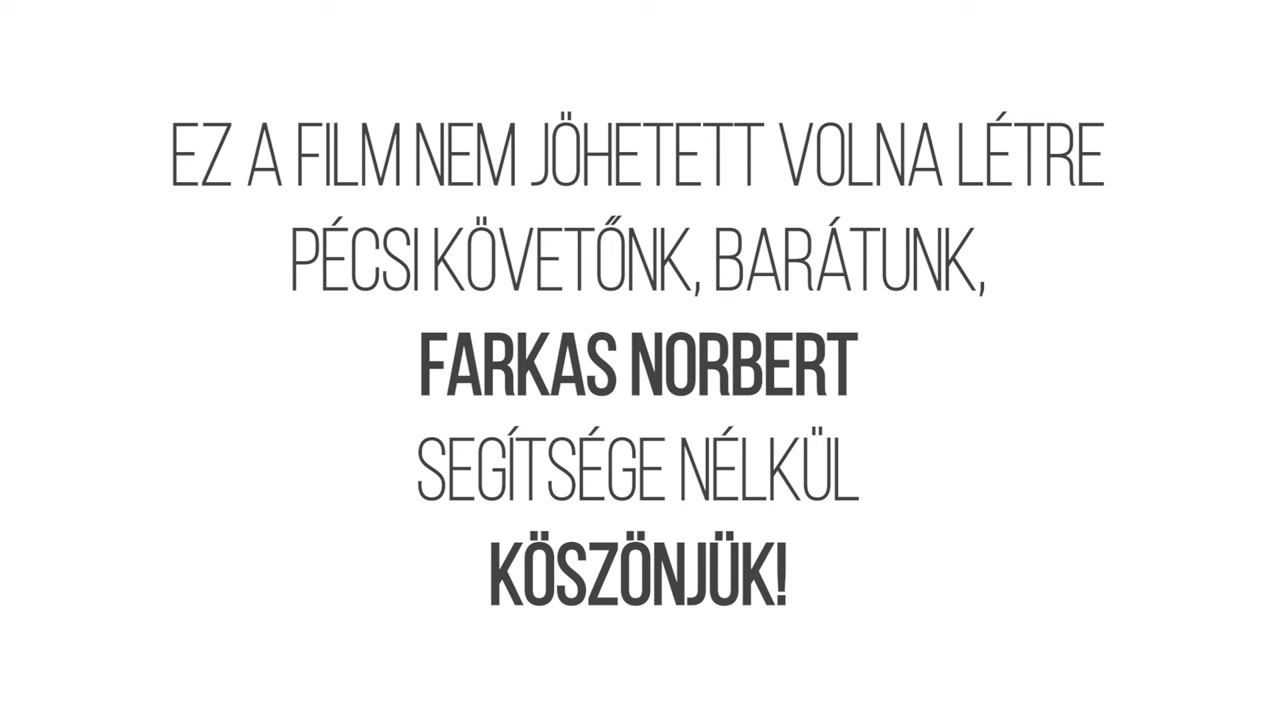 EZ A FILM NEM JÖHETETT VOLNA LÉTRE
PÉCSI KÖVETŐNK, BARÁTUNK,
FARKAS NORBERT
SEGÍTSÉGE NÉLKÜL
KÖSZÖNJÜK!